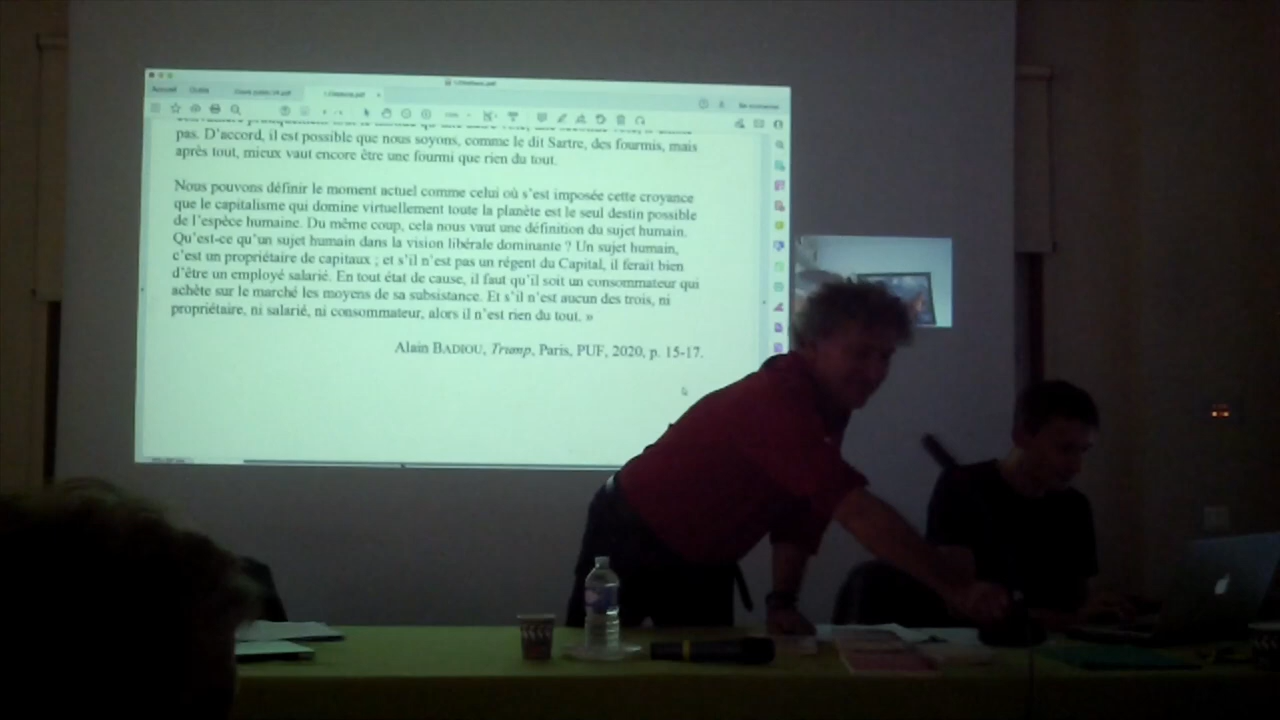 Accueil Outils
pas. D'accord, il est possible que nous soyons, comme le dit Sartre, des fourmis, mais
après tout, mieux vaut encore être une fourmi que rien du tout.
Nous pouvons définir le moment actuel comme celui où s'est imposée cette croyance
que le capitalisme qui domine virtuellement toute la planète est le seul destin possible
de l'espèce humaine. Du même coup, cela nous vaut une définition du sujet humain.
Qu'est-ce qu'un sujet humain dans la vision libérale dominante ? Un sujet humain,
c'est un propriétaire de capitaux ; et s'il n'est pas un régent du Capital, il ferait bien
d'être un employé salarié. En tout état de cause, il faut qu'il soit un consommateur qui
achète sur le marché les moyens de sa subsistance. Et s'il n'est aucun des trois, ni
propriétaire, ni salarié, ni consommateur, alors il n'est rien du tout. »
Alain BADIOU, Trump, Paris, PUF, 2020, p. 15-17.